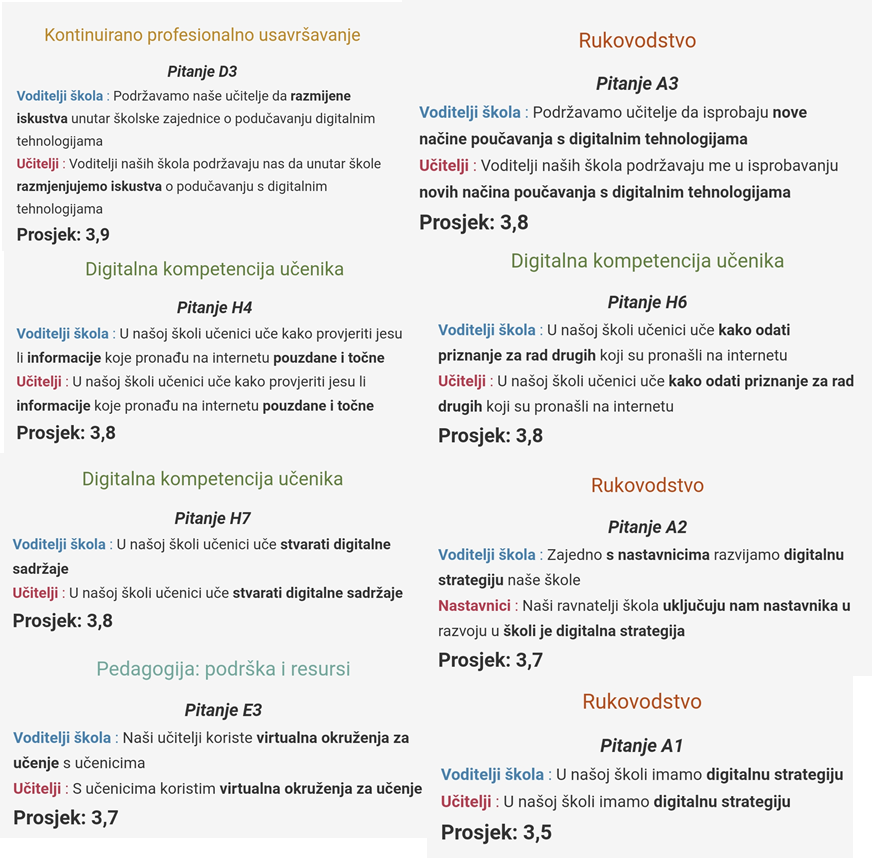 Kontinuirano profesionalno usavršavanje
Pitanje D3
Voditelji škola : Podržavamo naše učitelje da razmijene
iskustva unutar školske zajednice o podučavanju digitalnim
tehnologijama
Učitelji : Voditelji naših škola podržavaju nas da unutar škole
razmjenjujemo iskustva o podučavanju s digitalnim
tehnologijama
Prosjek: 3,9
Rukovodstvo
Pitanje A3
Voditelji škola : Podržavamo učitelje da isprobaju nove
načine poučavanja s digitalnim tehnologijama
Učitelji : Voditelji naših škola podržavaju me u isprobavanju
novih načina poučavanja s digitalnim tehnologijama
Prosjek: 3,8
Digitalna kompetencija učenika
Pitanje H4
Voditelji škola : U našoj školi učenici uče kako provjeriti jesu
li informacije koje pronađu na internetu pouzdane i točne
Učitelji : U našoj školi učenici uče kako provjeriti jesu li
informacije koje pronađu na internetu pouzdane i točne
Prosjek: 3,8
Digitalna kompetencija učenika
Pitanje H6
Voditelji škola : U našoj školi učenici uče kako odati
priznanje za rad drugih koji su pronašli na internetu
Učitelji : U našoj školi učenici uče kako odati priznanje za rad
drugih koji su pronašli na internetu
Prosjek: 3,8
Digitalna kompetencija učenika
Pitanje H7
Voditelji škola : U našoj školi učenici uče stvarati digitalne
sadržaje
Učitelji : U našoj školi učenici uče stvarati digitalne sadržaje
Prosjek: 3,8
Rukovodstvo
Pitanje A2
Voditelji škola : Zajedno s nastavnicima razvijamo digitalnu
strategiju naše škole
Nastavnici : Naši ravnatelji škola uključuju nam nastavnika u
razvoju u školi je digitalna strategija
Prosjek: 3,7
Pedagogija: podrška i resursi
Pitanje E3
Voditelji škola : Naši učitelji koriste virtualna okruženja za
učenje s učenicima
Učitelji : S učenicima koristim virtualna okruženja za učenje
Prosjek: 3,7
Rukovodstvo
Pitanje A1
Voditelji škola : U našoj školi imamo digitalnu strategiju
Učitelji : U našoj školi imamo digitalnu strategiju
Prosjek: 3,5